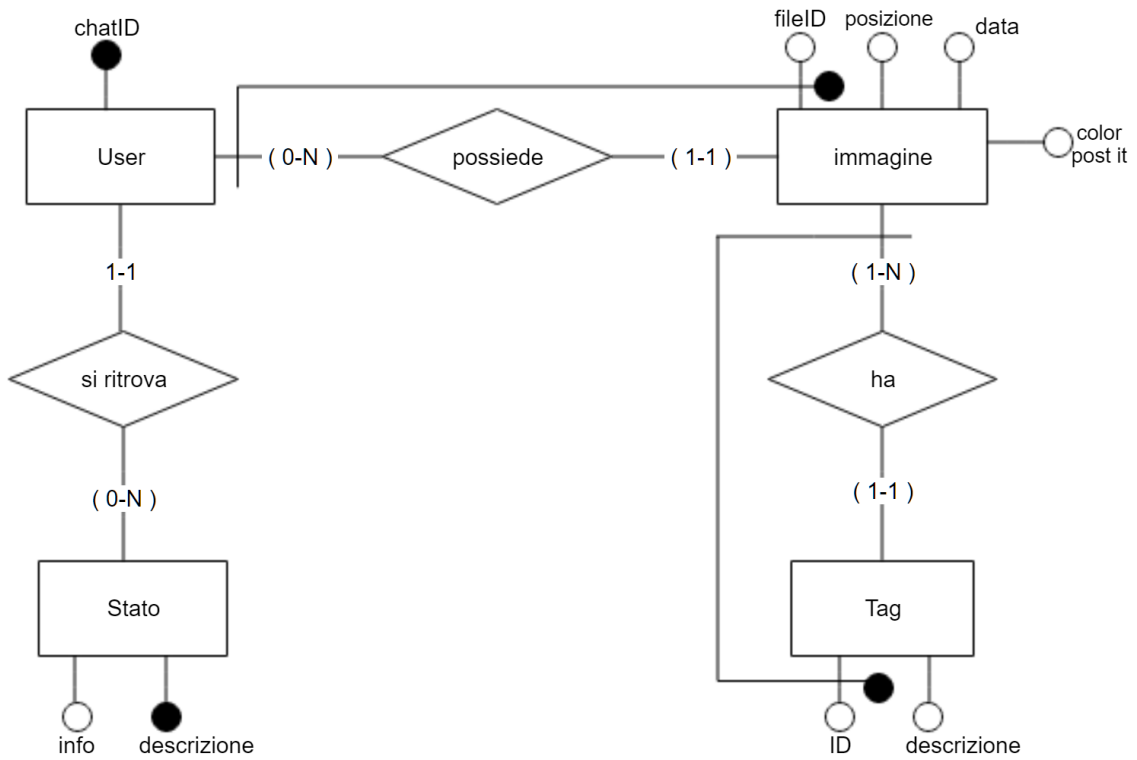 chatID
fileID
posizione
data
User
( 0-N )
possiede
( 1-1 )
immagine
color
post it
1-1
( 1-N )
si ritrova
ha
( 0-N )
( 1-1 )
Stato
Tag
info
descrizione
ID
descrizione